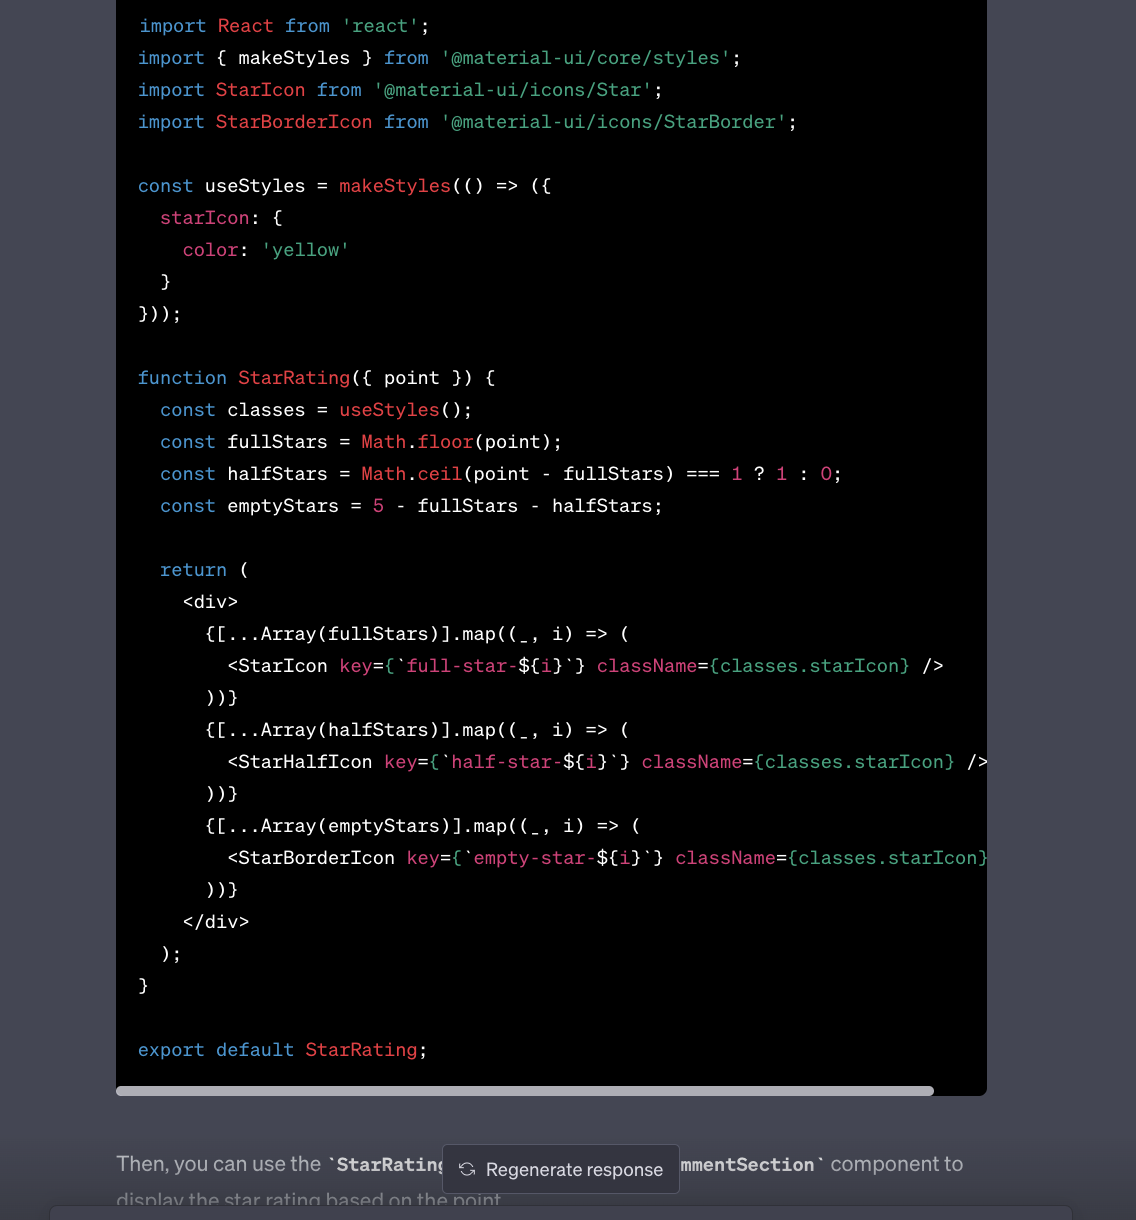 import React from 'react';
import { makeStyles } from '@material-ui/core/styles';
import StarIcon from '@material-ui/icons/Star';
import StarBorderIcon from '@material-ui/icons/StarBorder';

const useStyles = makeStyles(() => ({
  starIcon: {
    color: 'yellow'
  }
}));

function StarRating({ point }) {
  const classes = useStyles();
  const fullStars = Math.floor(point);
  const halfStars = Math.ceil(point - fullStars) === 1 ? 1 : 0;
  const emptyStars = 5 - fullStars - halfStars;

  return (
    <div>
      {[...Array(fullStars)].map((_, i) => (
        <StarIcon key={`full-star-${i}`} className={classes.starIcon} />
      ))}
      {[...Array(halfStars)].map((_, i) => (
        <StarHalfIcon key={`half-star-${i}`} className={classes.starIcon} />
      ))}
      {[...Array(emptyStars)].map((_, i) => (
        <StarBorderIcon key={`empty-star-${i}`} className={classes.starIcon}
      ))}
    </div>
  );
}

export default StarRating;
Then, you can use the `StarRating mmentSection` component to
Regenerate response
display the star rating based on the point